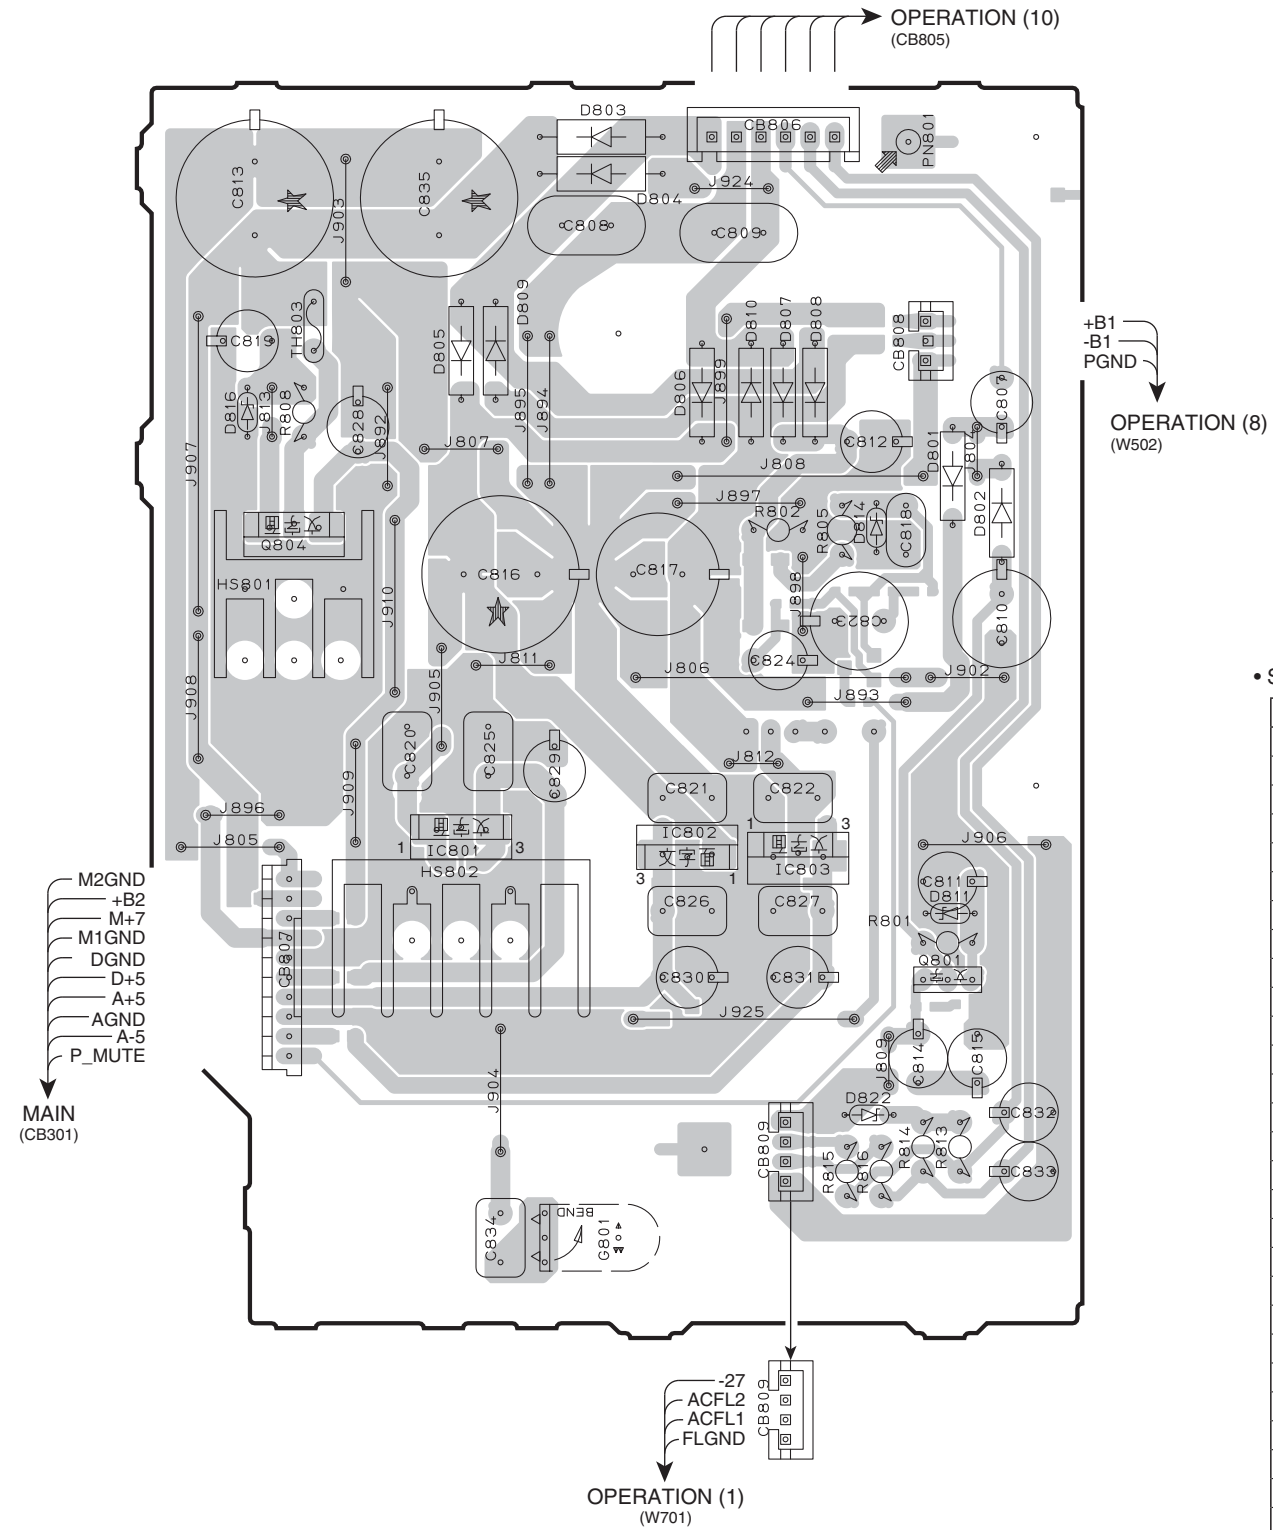 OPERATION (10)
(CB805)
D803
CB806
PN801
C813
C835
J903
J924
D804
C808
C809
D809
TH803
D805
D810
D807
D808
CB808
+B1
-B1
PGND
OPERATION (8)
(W502)
C819
D816
J813
R808
C828
J892
J895
J894
D806
J899
C807
C812
D801
J804
J907
J807
J808
D802
J897
R802
R805
D814
C818
Q804
HS801
C816
C817
J910
J898
C823
C810
C824
J811
J806
J902
J893
J908
J905
C820
C825
C829
J812
J909
C821
C822
J896
J805
1
IC801
3
HS802
IC802
文字面
3
1
1
3
IC803
J906
M2GND
+B2
M+7
M1GND
DGND
D+5
A+5
AGND
A-5
P_MUTE
MAIN
(CB301)
CB807
C826
C827
C811
D811
R801
Q801
C830
C831
J925
J904
J809
C814
C815
D822
C832
CB809
R815
R816
R814
R813
C833
C834
BEND
G801
-27
ACFL2
ACFL1
FLGND
CB809
OPERATION (1)
(W701)
• S